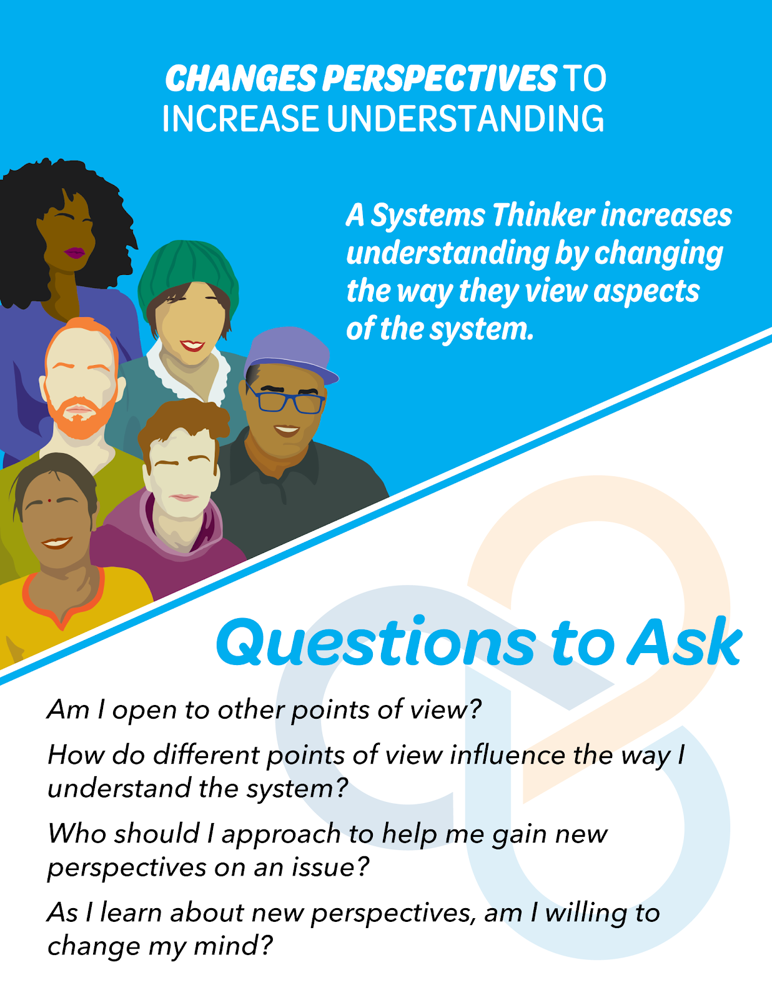 CHANGES PERSPECTIVES TO
INCREASE UNDERSTANDING
A Systems Thinker increases
understanding by changing
the way they view aspects
of the system.
Questions to Ask
Am I open to other points of view?
How do different points of view influence the way I
understand the system?
Who should I approach to help me gain new
perspectives on an issue?
As I learn about new perspectives, am I willing to
change my mind?